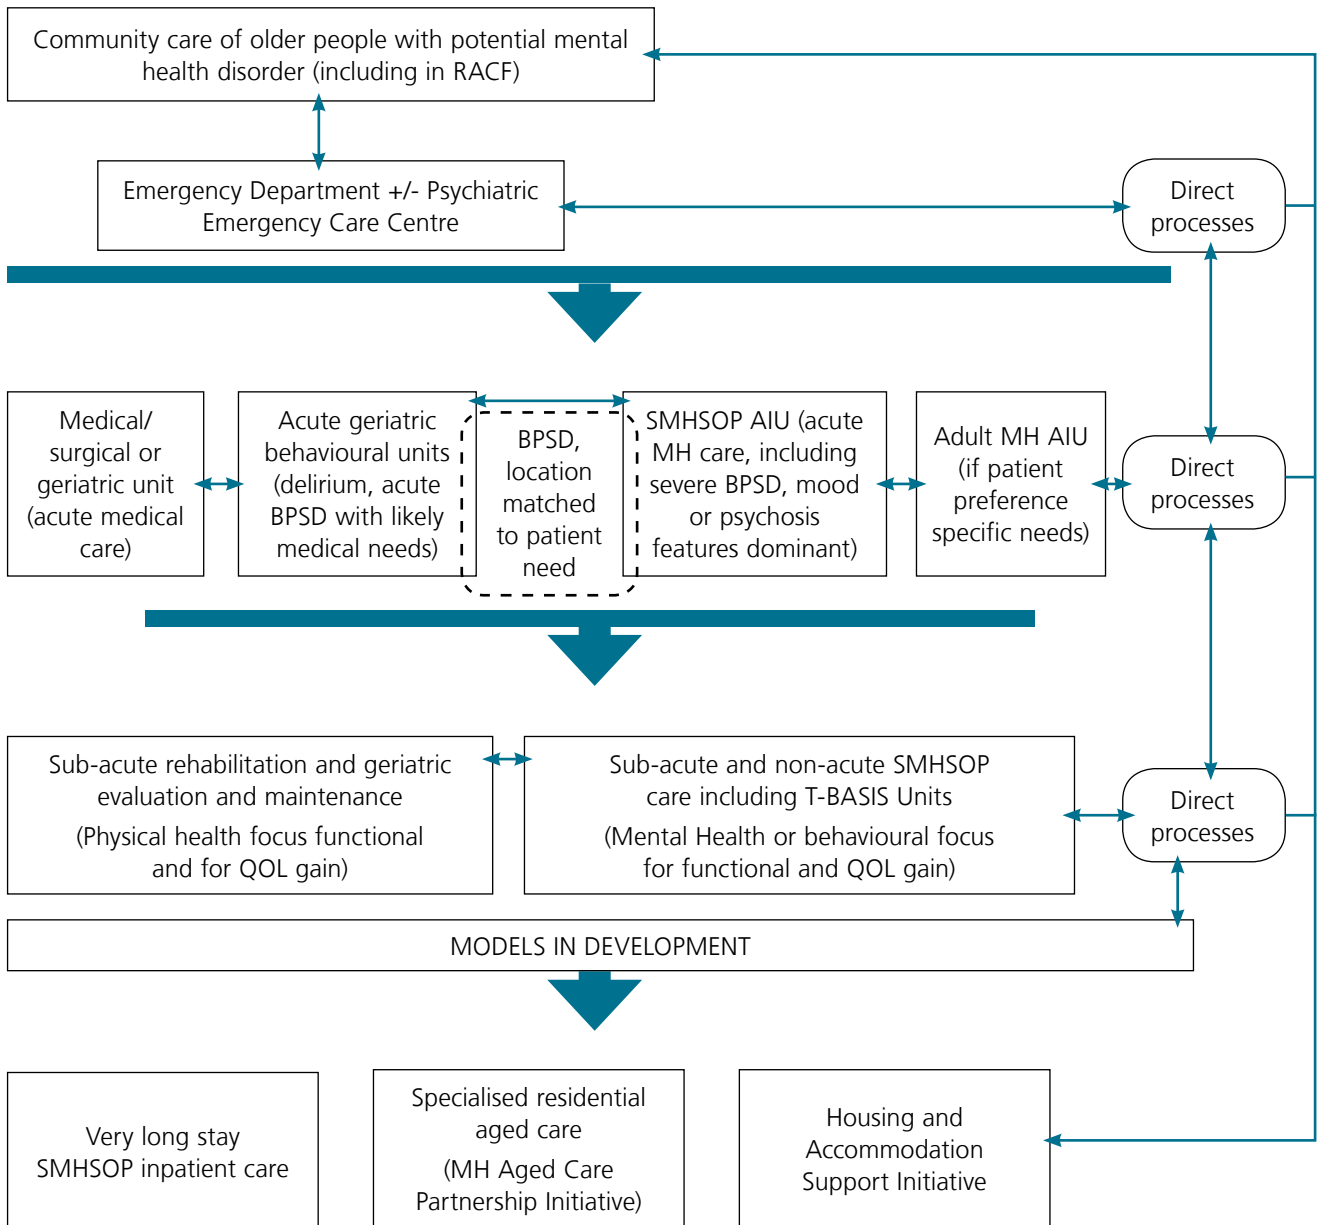 Community care of older people with potential mental
health disorder (including in RACF)
Emergency Department +/- Psychiatric
Emergency Care Centre
Direct
processes
Medical/
surgical or
geriatric unit
(acute medical
care)
Acute geriatric
behavioural units
(delirium, acute
BPSD with likely
medical needs)
BPSD,
location
matched
to patient
need
SMHSOP AIU (acute
MH care, including
severe BPSD, mood
or psychosis
features dominant)
Adult MH AIU
(if patient
preference
specific needs)
Direct
processes
Sub-acute rehabilitation and geriatric
evaluation and maintenance
(Physical health focus functional
and for QOL gain)
Sub-acute and non-acute SMHSOP
care including T-BASIS Units
(Mental Health or behavioural focus
for functional and QOL gain)
Direct
processes
MODELS IN DEVELOPMENT
Very long stay
SMHSOP inpatient care
Specialised residential
aged care
(MH Aged Care
Partnership Initiative)
Housing and
Accommodation
Support Initiative